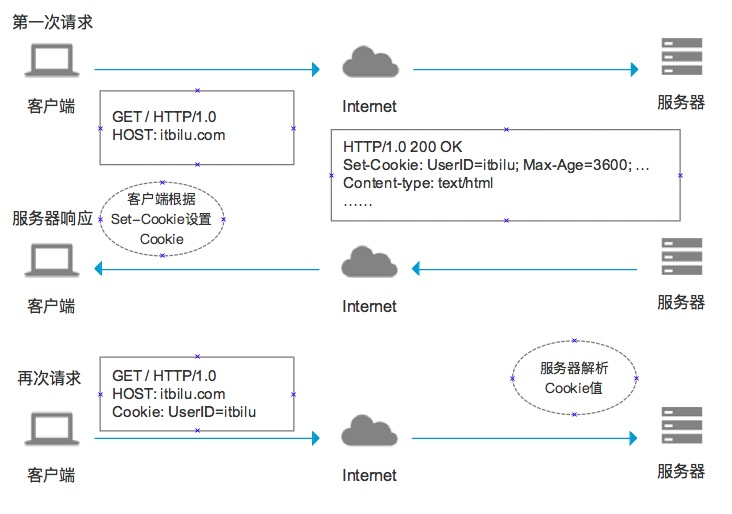 第一次请求
客户端
Internet
服务器
GET / HTTP/1.0
HOST: itbilu.com
HTTP/1.0 200 OK
Set-Cookie: UserID=itbilu; Max-Age=3600; ...
Content-type: text/html
……
客户端根据
Set-Cookie设置
Cookie
服务器响应
客户端
Internet
服务器
再次请求
GET / HTTP/1.0
HOST: itbilu.com
Cookie: UserID=itbilu
服务器解析
Cookie值
客户端
Internet
服务器